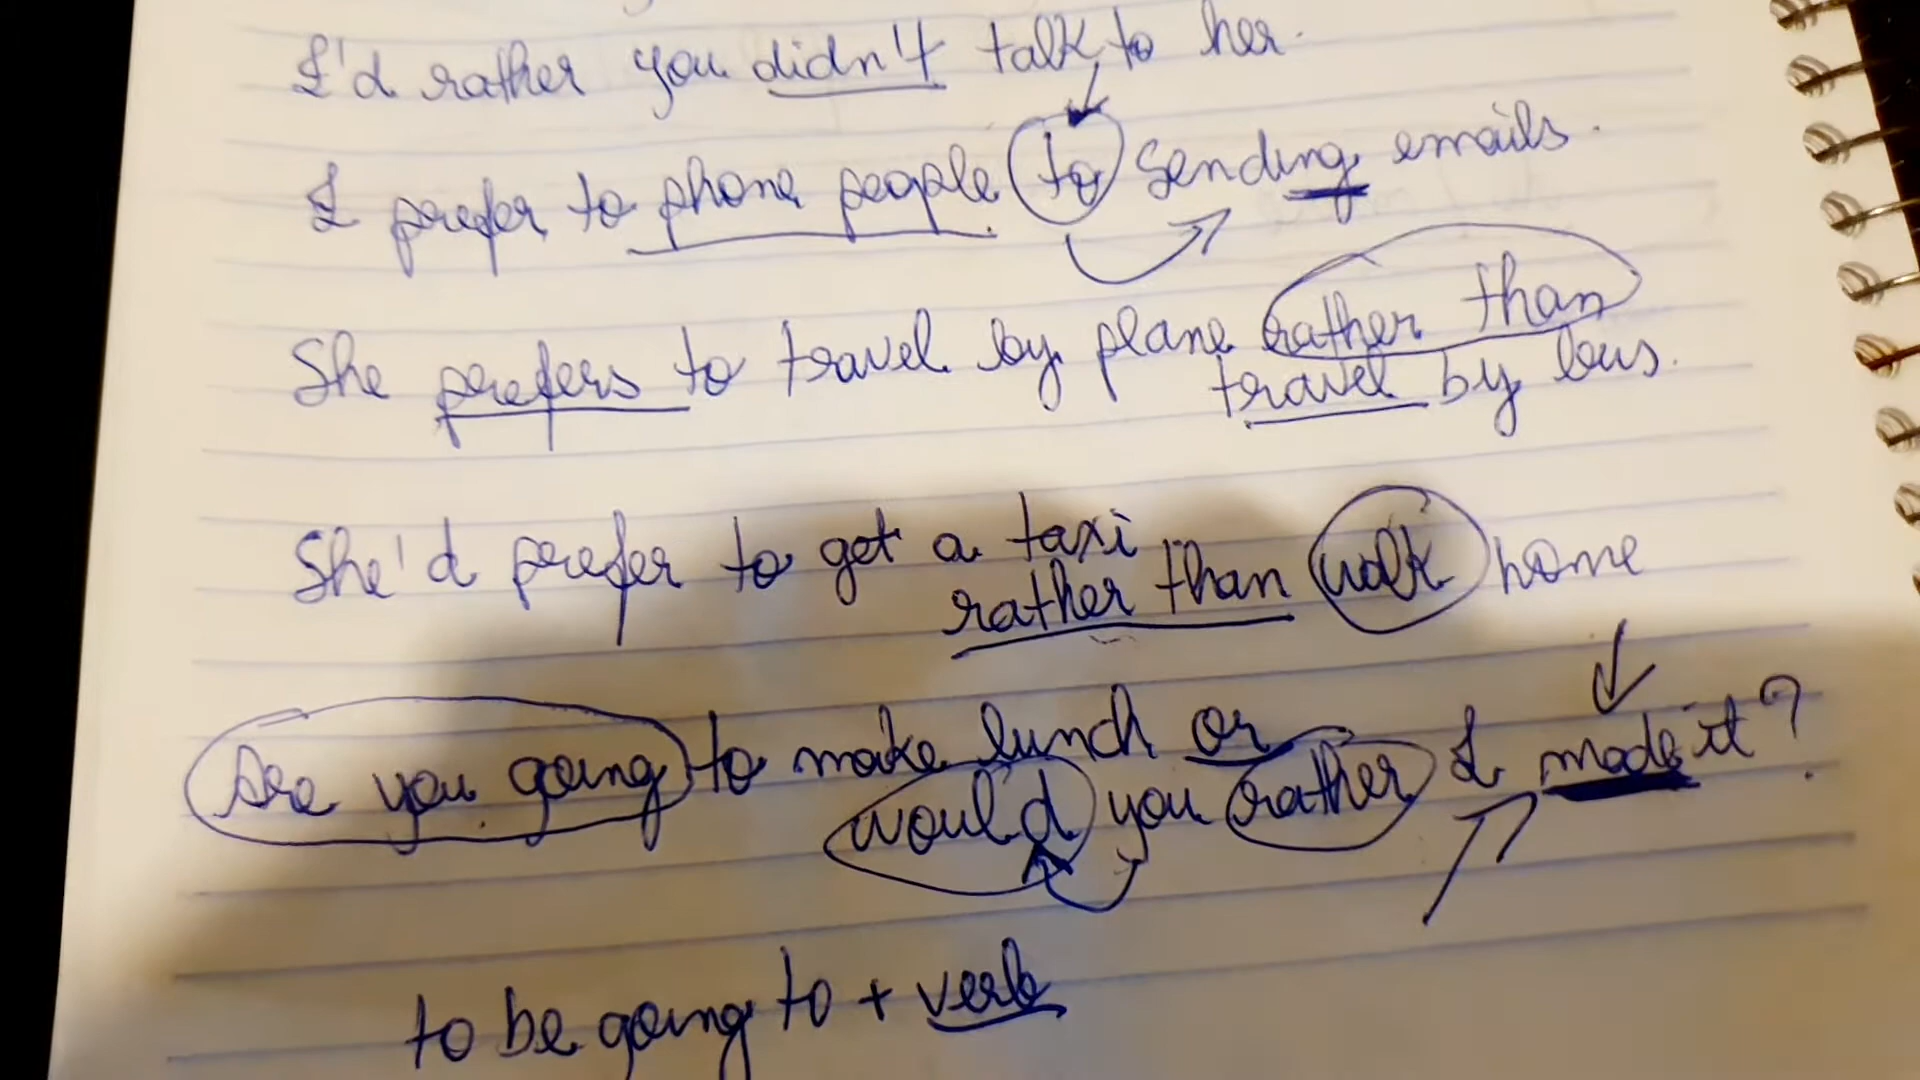 I'd rather you didn't talk to her.
I prefer to phone people to sending emails.
She prefers to travel by plane rather than
travel by bus.
She'd prefer to get a taxi
rather than walk home
Are you going to make lunch or
would you rather I made it?
to be going to + verb